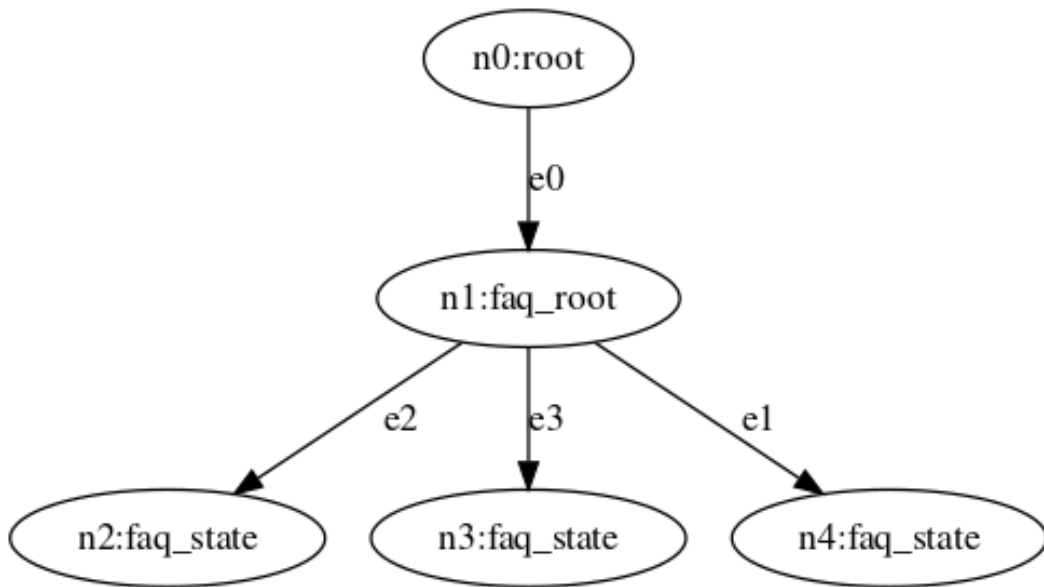 n0:root
e0
n1:faq_root
e2
e3
e1
n2:faq_state
n3:faq_state
n4:faq_state